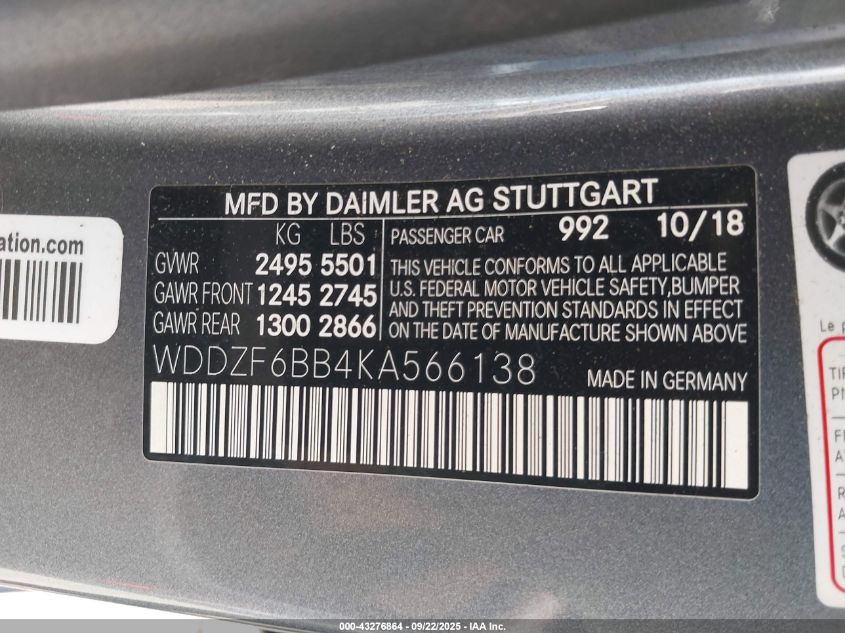 MFD BY DAIMLER AG STUTTGART
KG LBS
GVWR 2495 5501
GAWR FRONT 1245 2745
GAWR REAR 1300 2866
PASSENGER CAR 992 10/18
THIS VEHICLE CONFORMS TO ALL APPLICABLE
U.S. FEDERAL MOTOR VEHICLE SAFETY,BUMPER
AND THEFT PREVENTION STANDARDS IN EFFECT
ON THE DATE OF MANUFACTURE SHOWN ABOVE
WDDZF6BB4KA566138 MADE IN GERMANY
ation.com
Le p
TIF
000-43276864 - 09/22/2025 - IAA Inc.